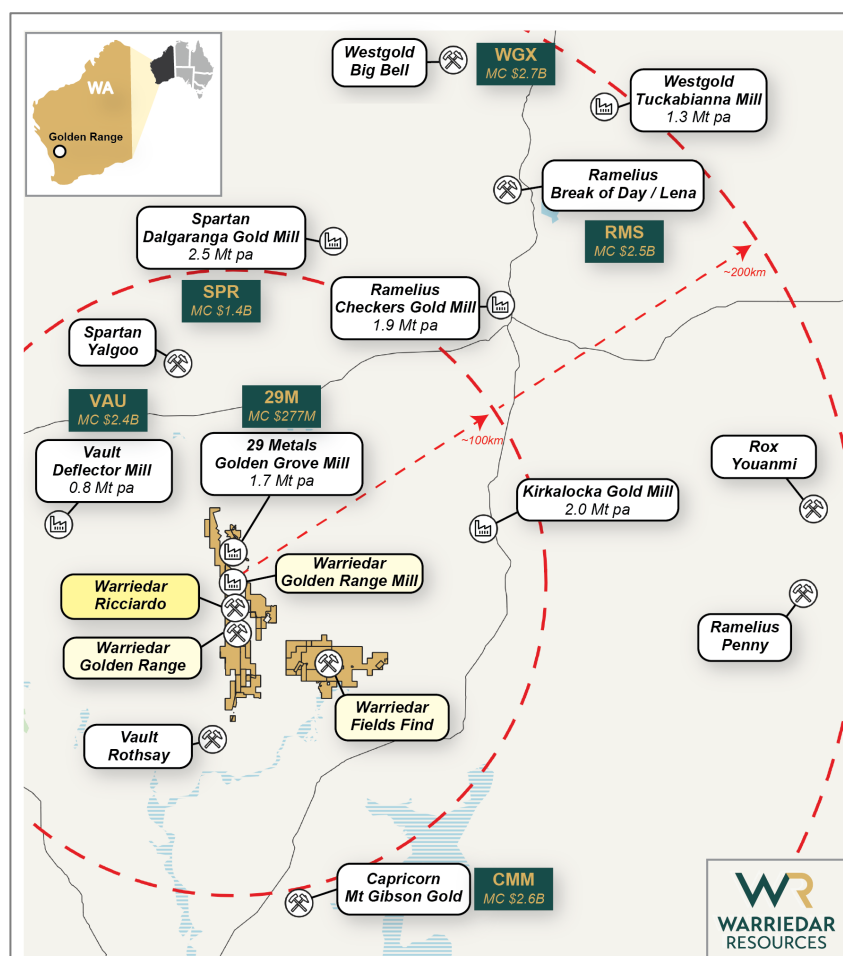 WA
Golden Range
Westgold
Big Bell
WGX
MC $2.7B
Westgold
Tuckabianna Mill
1.3 Mt pa
Ramelius
Break of Day / Lena
RMS
MC $2.5B
~200km
Spartan
Dalgaranga Gold Mill
2.5 Mt pa
SPR
MC $1.4B
Ramelius
Checkers Gold Mill
1.9 Mt pa
Spartan
Yalgoo
VAU
MC $2.4B
29M
MC $277M
~100km
Vault
Deflector Mill
0.8 Mt pa
29 Metals
Golden Grove Mill
1.7 Mt pa
Rox
Youanmi
Kirkalocka Gold Mill
2.0 Mt pa
Warriedar
Golden Range Mill
Warriedar
Ricciardo
Ramelius
Penny
Warriedar
Golden Range
Warriedar
Fields Find
Vault
Rothsay
Capricorn
Mt Gibson Gold
CMM
MC $2.6B
WR
WARRIEDAR
RESOURCES